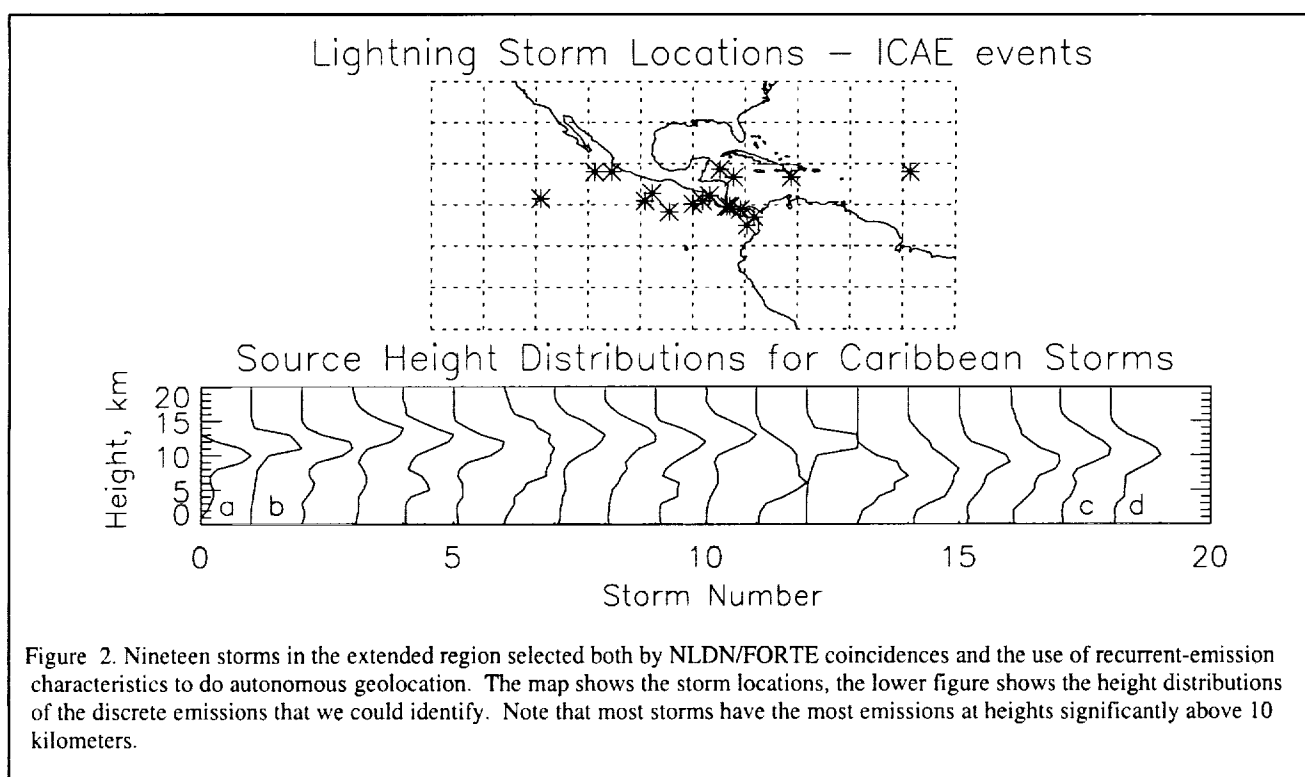 Lightning Storm Locations – ICAE events
Source Height Distributions for Caribbean Storms
Height, km
20
15
10
5
0
a
b
c
d
0
5
10
15
20
Storm Number
Figure 2. Nineteen storms in the extended region selected both by NLDN/FORTE coincidences and the use of recurrent-emission
characteristics to do autonomous geolocation. The map shows the storm locations, the lower figure shows the height distributions
of the discrete emissions that we could identify. Note that most storms have the most emissions at heights significantly above 10
kilometers.